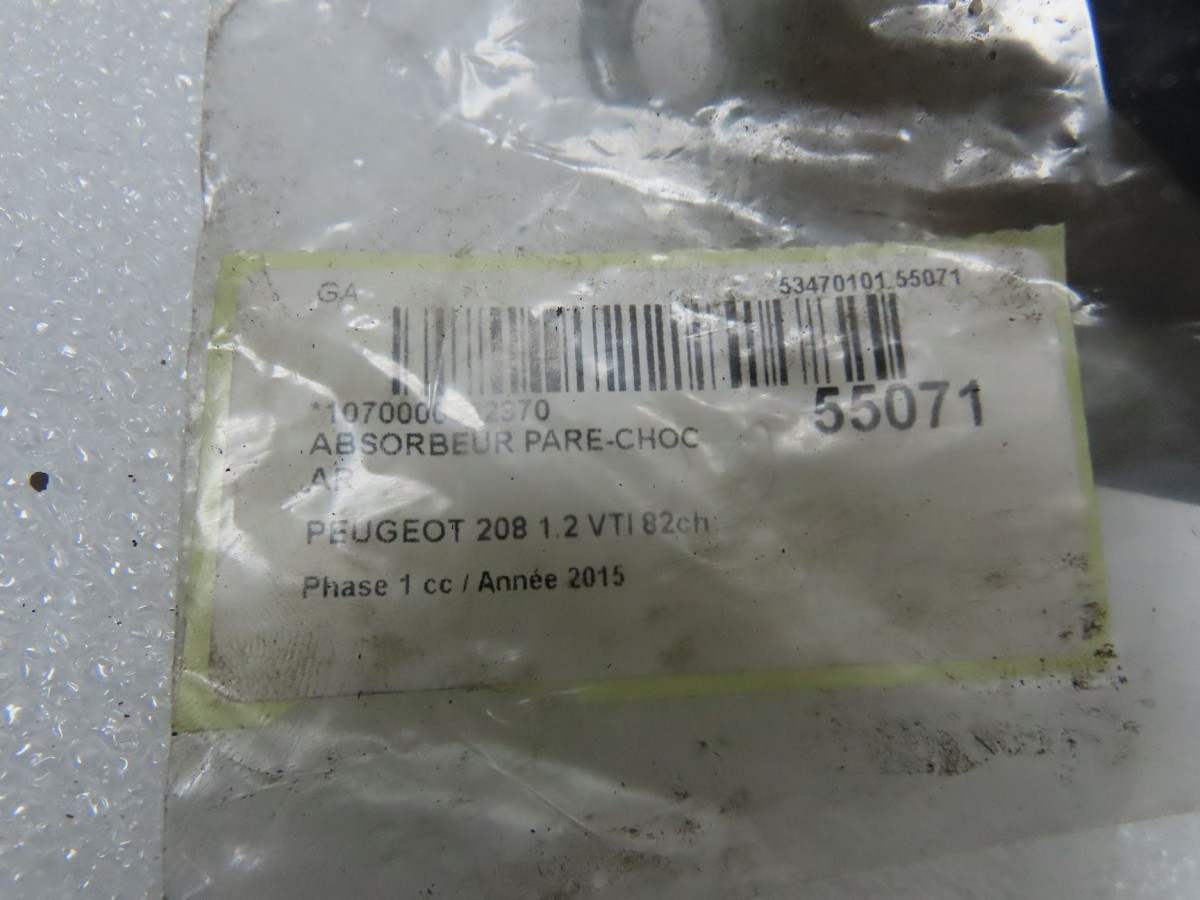 GA
53470101 55071
55071
ABSORBEUR PARE-CHOC
AR
PEUGEOT 208 1.2 VTI 82ch
Phase 1 cc / Année 2015